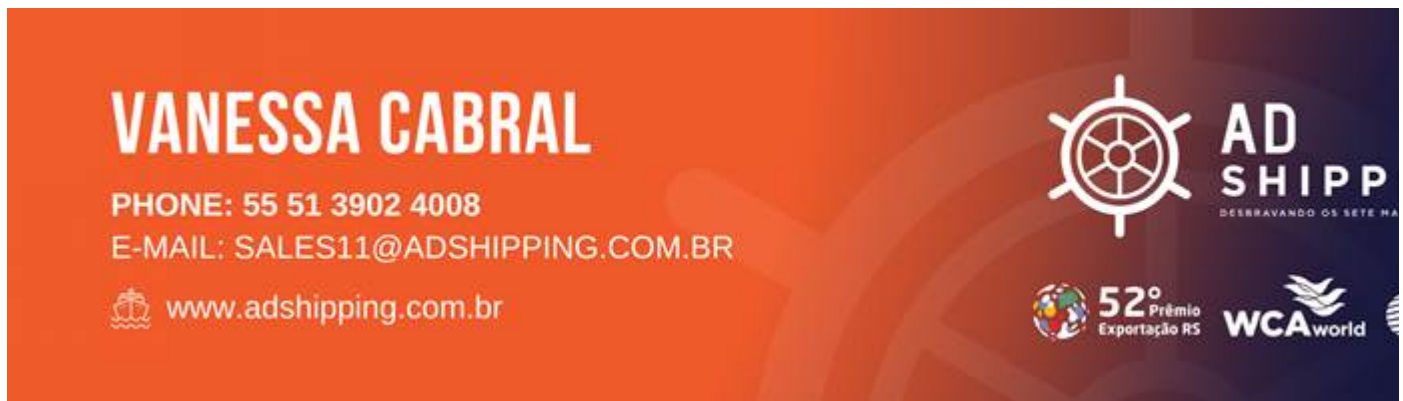 VANESSA CABRAL
PHONE: 55 51 3902 4008
E-MAIL: SALES11@ADSHIPPING.COM.BR
www.adshipping.com.br
AD
SHIPP
DESBRAVANDO OS SETE MA
52° Prêmio
Exportação RS
WCAworld